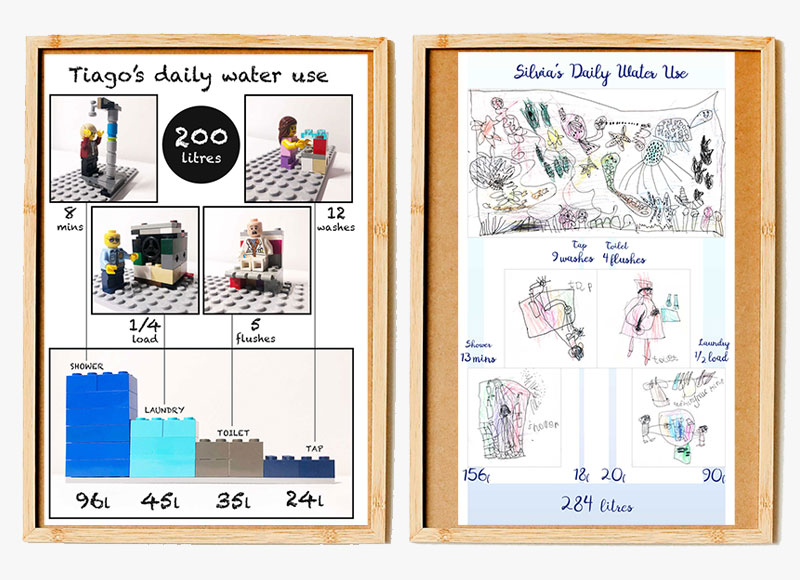 Tiago's daily water use
200
litres
8
mins
12
washes
1/4
load
5
flushes
SHOWER
LAUNDRY
TOILET
TAP
96l
45l
35l
24l
Silvia's Daily Water Use
Tap
9 washes
Toilet
4 flushes
Shower
13 mins
Laundry
1/2 load
156l
18l
20l
90l
284 litres